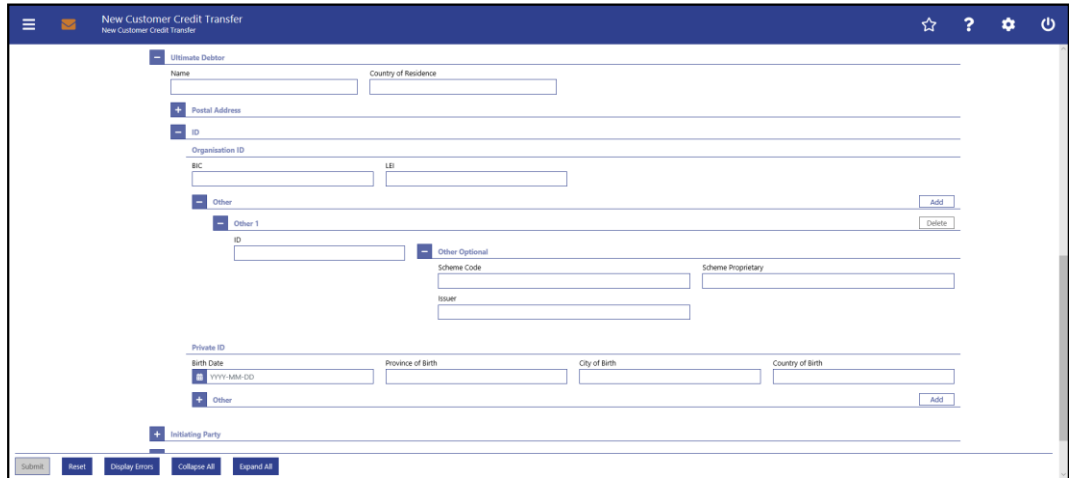 New Customer Credit Transfer
New Customer Credit Transfer
?
Ultimate Debtor
Name Country of Residence
Postal Address
ID
Organisation ID
BIC LEI
Other Add
Other 1 Delete
ID Other Optional
Scheme Code Scheme Proprietary
Issuer
Private ID
Birth Date Province of Birth City of Birth Country of Birth
YYYY-MM-DD
Other Add
Initiating Party
Submit Reset Display Errors Collapse All Expand All